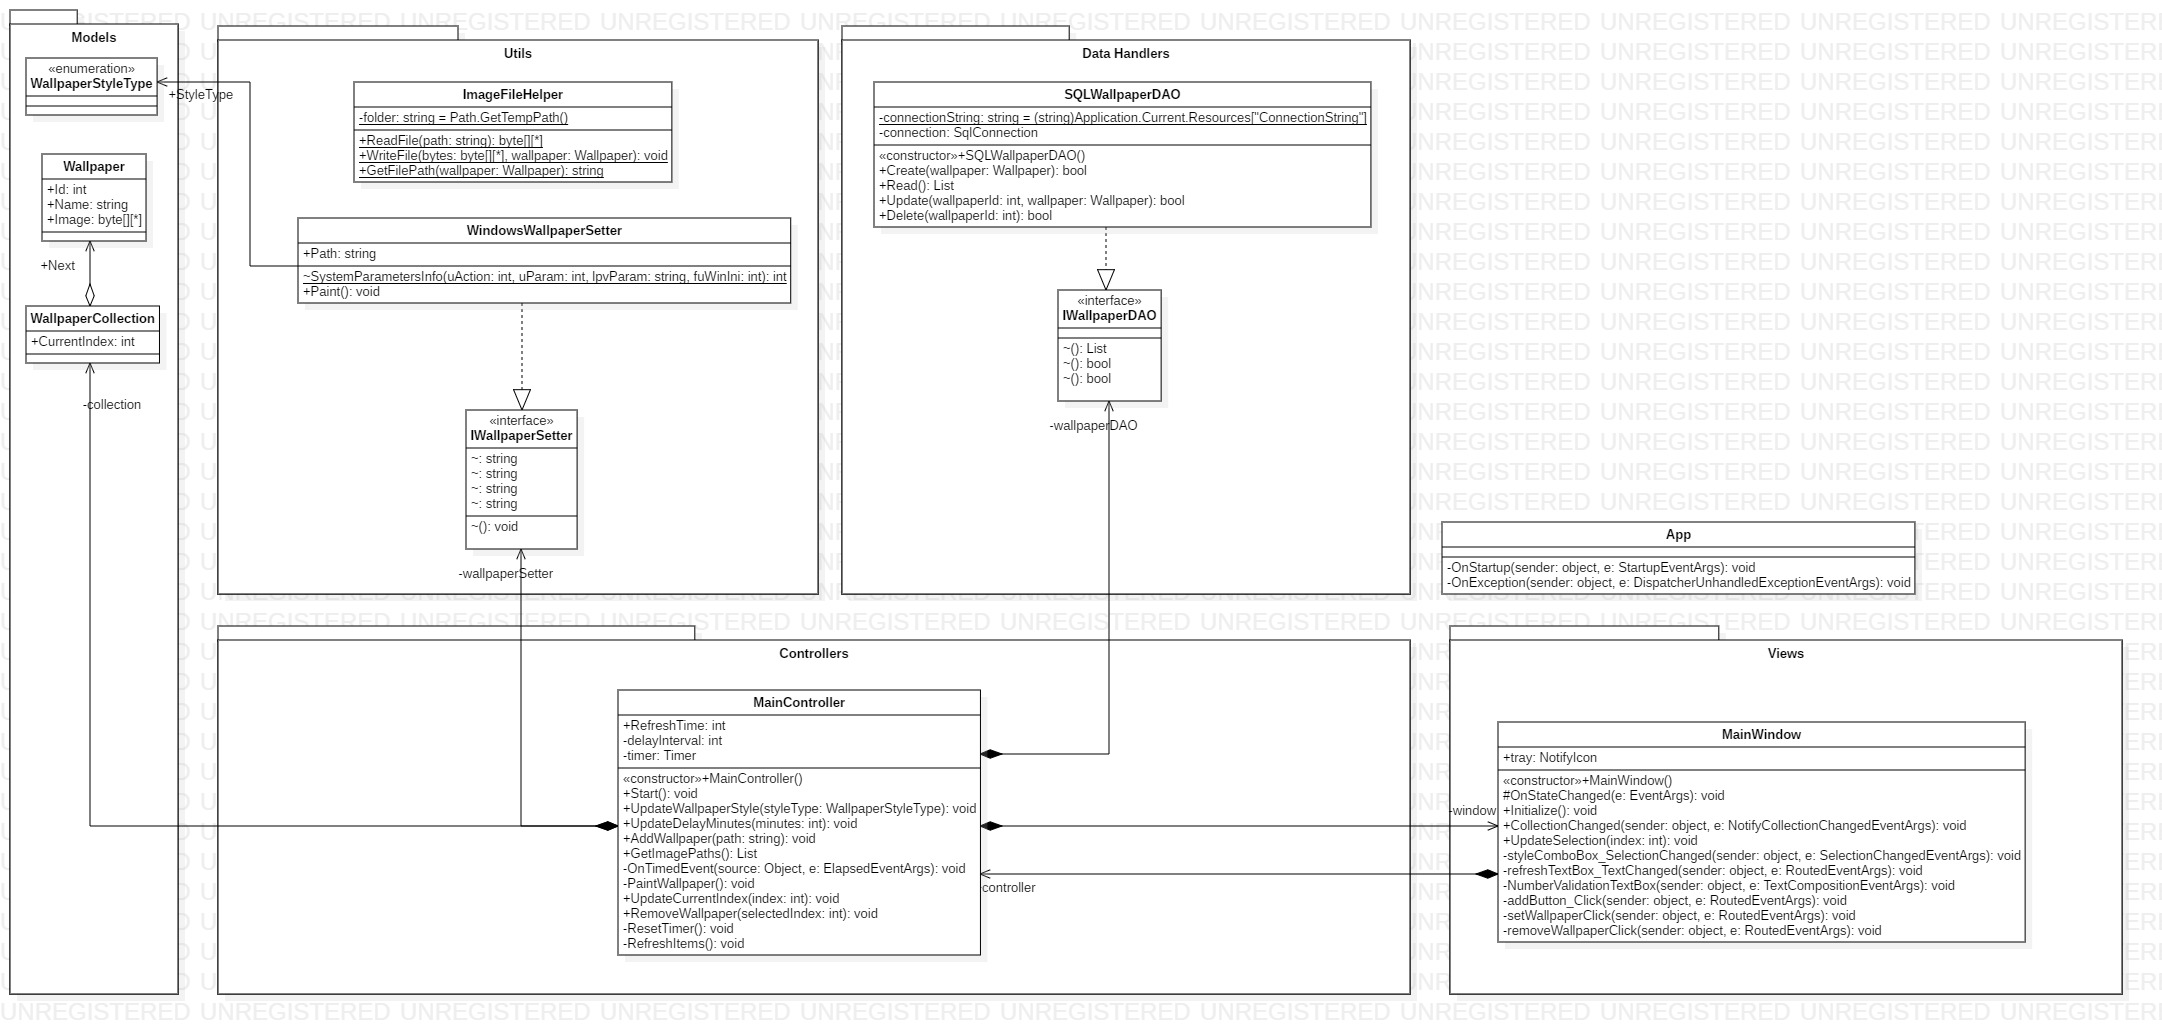 Models
«enumeration»
WallpaperStyleType
+StyleType
Wallpaper
+Id: int
+Name: string
+Image: byte[][*]
+Next
WallpaperCollection
+CurrentIndex: int
-collection
Utils
ImageFileHelper
-folder: string = Path.GetTempPath()
+ReadFile(path: string): byte[][*]
+WriteFile(bytes: byte[][*], wallpaper: Wallpaper): void
+GetFilePath(wallpaper: Wallpaper): string
WindowsWallpaperSetter
+Path: string
~SystemParametersInfo(uAction: int, uParam: int, lpvParam: string, fuWinIni: int): int
+Paint(): void
«interface»
IWallpaperSetter
~: string
~: string
~: string
~: string
~(): void
-wallpaperSetter
Data Handlers
SQLWallpaperDAO
-connectionString: string = (string)Application.Current.Resources["ConnectionString"]
-connection: SqlConnection
«constructor»+SQLWallpaperDAO()
+Create(wallpaper: Wallpaper): bool
+Read(): List
+Update(wallpaperId: int, wallpaper: Wallpaper): bool
+Delete(wallpaperId: int): bool
«interface»
IWallpaperDAO
~(): List
~(): bool
~(): bool
-wallpaperDAO
App
-OnStartup(sender: object, e: StartupEventArgs): void
-OnException(sender: object, e: DispatcherUnhandledExceptionEventArgs): void
Controllers
MainController
+RefreshTime: int
-delayInterval: int
-timer: Timer
«constructor»+MainController()
+Start(): void
+UpdateWallpaperStyle(styleType: WallpaperStyleType): void
+UpdateDelayMinutes(minutes: int): void
+AddWallpaper(path: string): void
+GetImagePaths(): List
-OnTimedEvent(source: Object, e: ElapsedEventArgs): void
-PaintWallpaper(): void
+UpdateCurrentIndex(index: int): void
+RemoveWallpaper(selectedIndex: int): void
-ResetTimer(): void
-RefreshItems(): void
-window
-controller
Views
MainWindow
+tray: NotifyIcon
«constructor»+MainWindow()
#OnStateChanged(e: EventArgs): void
+Initialize(): void
+CollectionChanged(sender: object, e: NotifyCollectionChangedEventArgs): void
+UpdateSelection(index: int): void
-styleComboBox_SelectionChanged(sender: object, e: SelectionChangedEventArgs): void
-refreshTextBox_TextChanged(sender: object, e: RoutedEventArgs): void
-NumberValidationTextBox(sender: object, e: TextCompositionEventArgs): void
-addButton_Click(sender: object, e: RoutedEventArgs): void
-setWallpaperClick(sender: object, e: RoutedEventArgs): void
-removeWallpaperClick(sender: object, e: RoutedEventArgs): void
UNREGISTERED UNREGISTERED UNREGISTERED UNREGISTERED UNREGISTERED UNREGISTERED UNREGISTERED UNREGISTERED UNREGISTERED UNREGISTERED